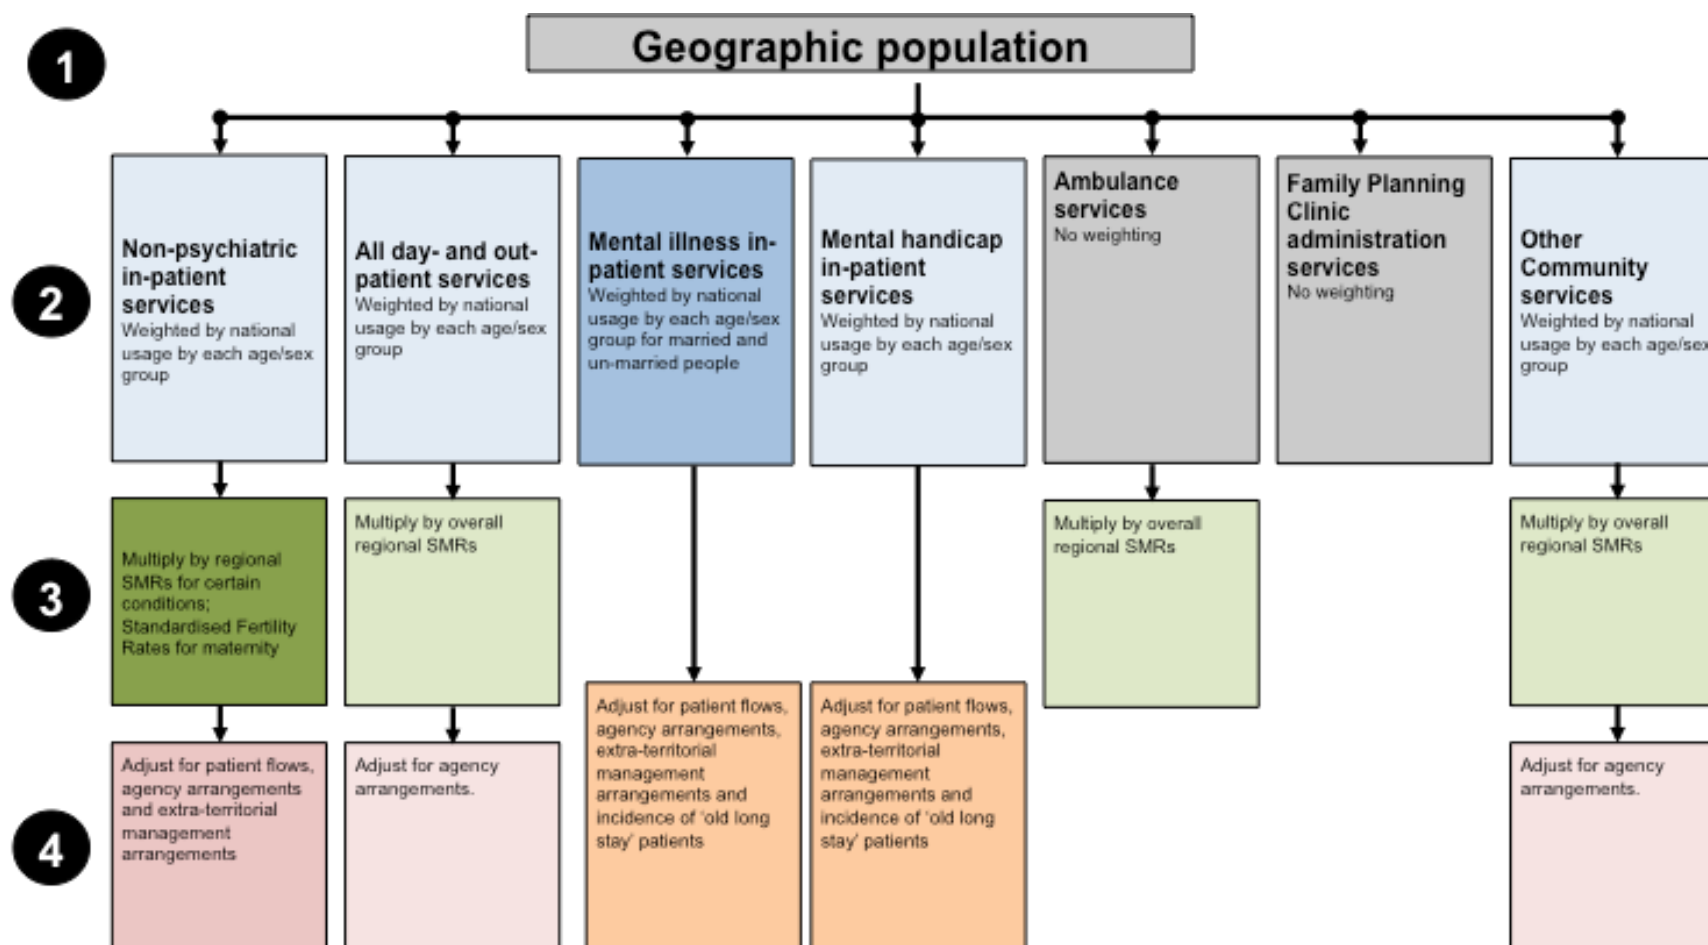 1
Geographic population
2
Non-psychiatric
in-patient
services
Weighted by national
usage by each age/sex
group
All day- and out-
patient services
Weighted by national
usage by each age/sex
group
Mental illness in-
patient services
Weighted by national
usage by each age/sex
group for married and
un-married people
Mental handicap
in-patient
services
Weighted by national
usage by each age/sex
group
Ambulance
services
No weighting
Family Planning
Clinic
administration
services
No weighting
Other
Community
services
Weighted by national
usage by each age/sex
group
3
Multiply by regional
SMRs for certain
conditions;
Standardised Fertility
Rates for maternity
Multiply by overall
regional SMRs
Multiply by overall
regional SMRs
Multiply by overall
regional SMRs
4
Adjust for patient flows,
agency arrangements
and extra-territorial
management
arrangements
Adjust for agency
arrangements.
Adjust for patient flows,
agency arrangements,
extra-territorial
management
arrangements and
incidence of 'old long
stay' patients
Adjust for patient flows,
agency arrangements,
extra-territorial
management
arrangements and
incidence of 'old long
stay' patients
Adjust for agency
arrangements.